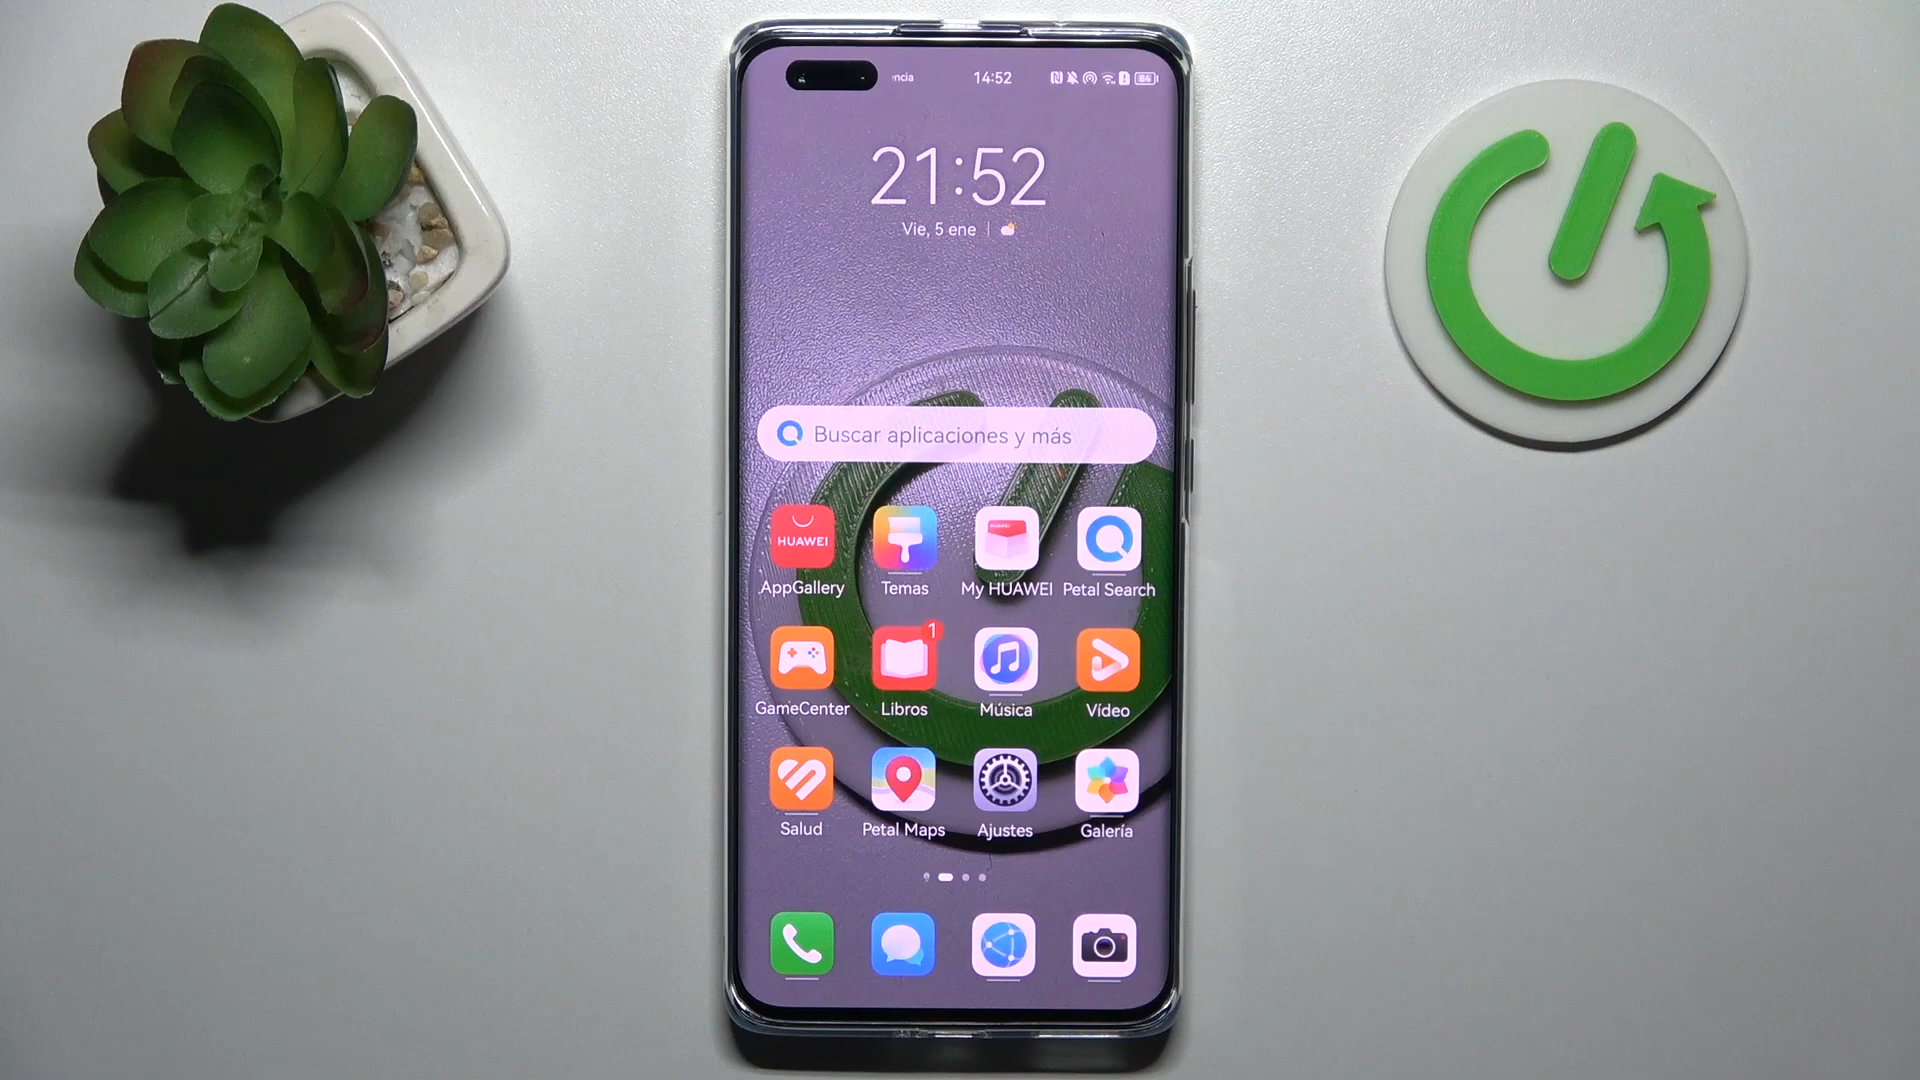 ncia 14:52 84
21:52
Vie, 5 ene
Buscar aplicaciones y más
HUAWEI
AppGallery Temas My HUAWEI Petal Search
1
GameCenter Libros Música Vídeo
Salud Petal Maps Ajustes Galería